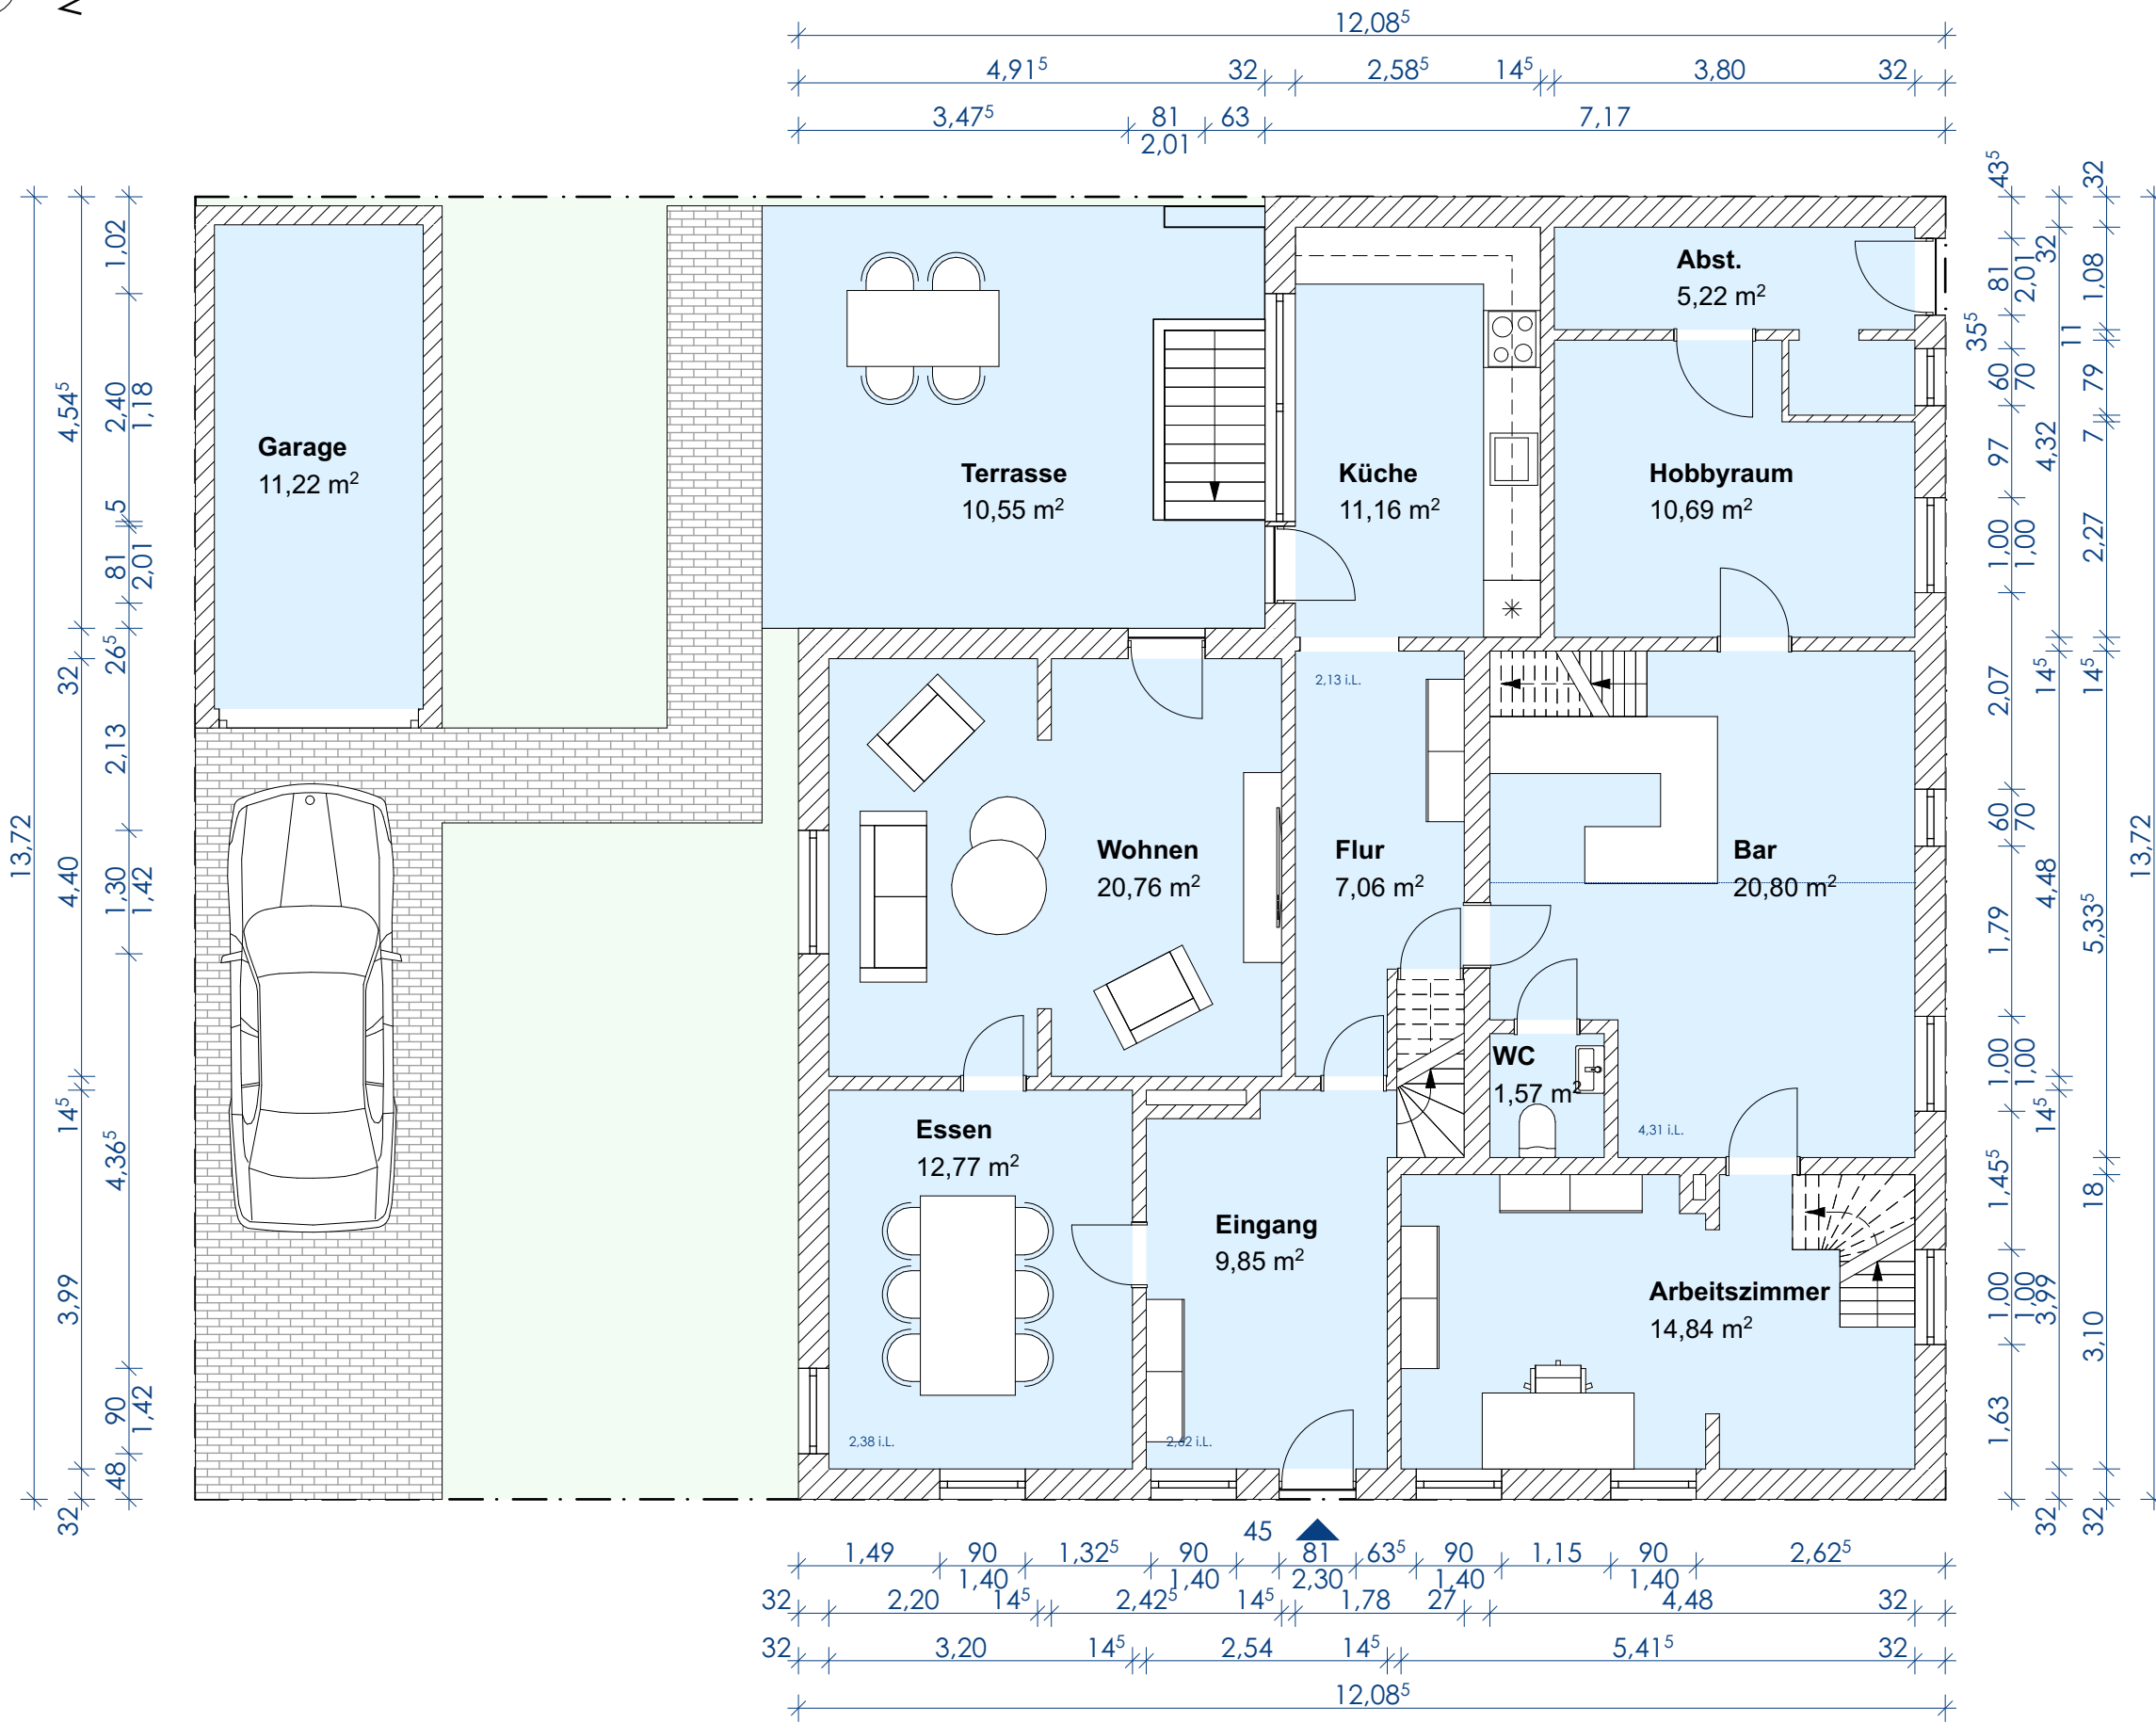 N
12,08⁵
4,91⁵ 32 2,58⁵ 14⁵ 3,80 32
3,47⁵ 81 63 7,17
2,01
13,72
4,54⁵ 32 4,40 14⁵ 3,99 32
1,02 2,40 5 81 26⁵ 2,13 1,30 4,36⁵ 90 48
1,18 2,01 1,42 1,42
Garage
11,22 m²
Terrasse
10,55 m²
Küche
11,16 m²
Abst.
5,22 m²
Hobbyraum
10,69 m²
2,13 i.L.
Wohnen
20,76 m²
Flur
7,06 m²
Bar
20,80 m²
WC
1,57 m²
4,31 i.L.
Essen
12,77 m²
Eingang
9,85 m²
Arbeitszimmer
14,84 m²
2,38 i.L.
2,62 i.L.
43⁵ 81 35⁵ 60 97 1,00 2,07 60 1,79 1,00 1,45⁵ 1,00 1,63
2,01 70 1,00 70 1,00 1,00
32 11 4,32 14⁵ 4,48 14⁵ 3,99 32
32 1,08 79 7 2,27 14⁵ 5,33⁵ 18 3,10 32
13,72
45
1,49 90 1,32⁵ 90 81 63⁵ 90 1,15 90 2,62⁵
1,40 1,40 2,30 1,40 1,40
32 2,20 14⁵ 2,42⁵ 14⁵ 1,78 27 4,48 32
32 3,20 14⁵ 2,54 14⁵ 5,41⁵ 32
12,08⁵